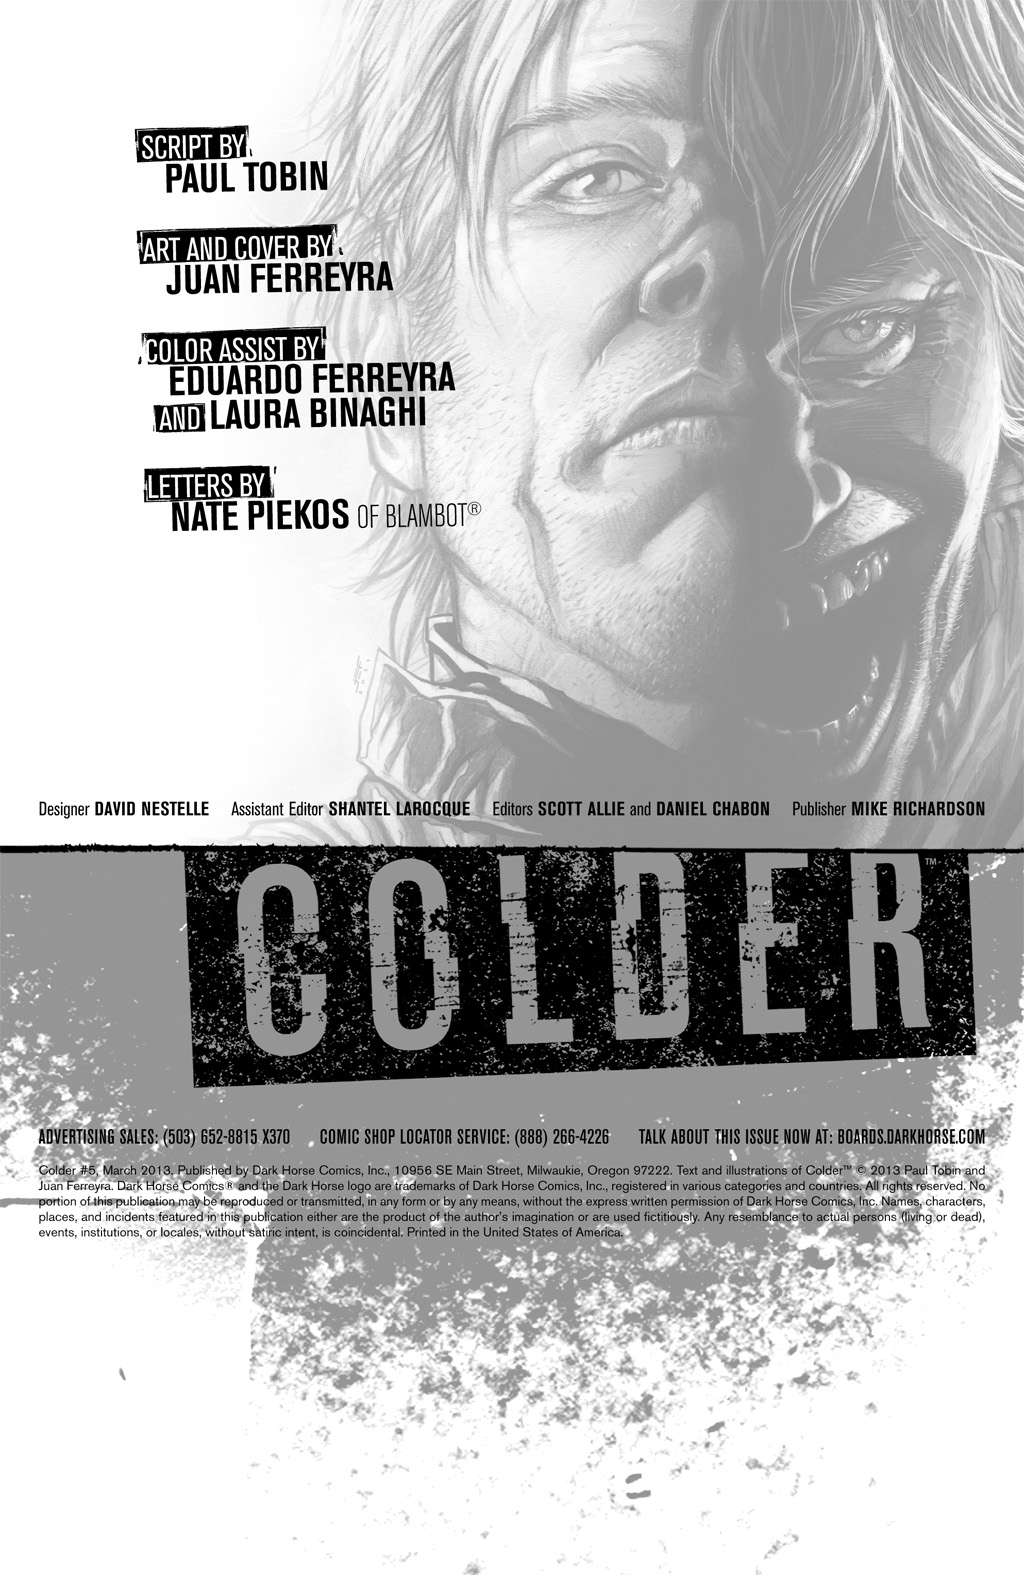 SCRIPT BY
PAUL TOBIN
ART AND COVER BY
JUAN FERREYRA
COLOR ASSIST BY
EDUARDO FERREYRA
AND LAURA BINAGHI
LETTERS BY
NATE PIEKOS OF BLAMBOT®
Designer DAVID NESTELLE Assistant Editor SHANTEL LAROCQUE Editors SCOTT ALLIE and DANIEL CHABON Publisher MIKE RICHARDSON
COLDER™
ADVERTISING SALES: (503) 652-8815 X370 COMIC SHOP LOCATOR SERVICE: (888) 266-4226 TALK ABOUT THIS ISSUE NOW AT: BOARDS.DARKHORSE.COM
Colder #5, March 2013. Published by Dark Horse Comics, Inc., 10956 SE Main Street, Milwaukie, Oregon 97222. Text and illustrations of Colder™ © 2013 Paul Tobin and
Juan Ferreyra. Dark Horse Comics® and the Dark Horse logo are trademarks of Dark Horse Comics, Inc., registered in various categories and countries. All rights reserved. No
portion of this publication may be reproduced or transmitted, in any form or by any means, without the express written permission of Dark Horse Comics, Inc. Names, characters,
places, and incidents featured in this publication either are the product of the author's imagination or are used fictitiously. Any resemblance to actual persons (living or dead),
events, institutions, or locales, without satiric intent, is coincidental. Printed in the United States of America.